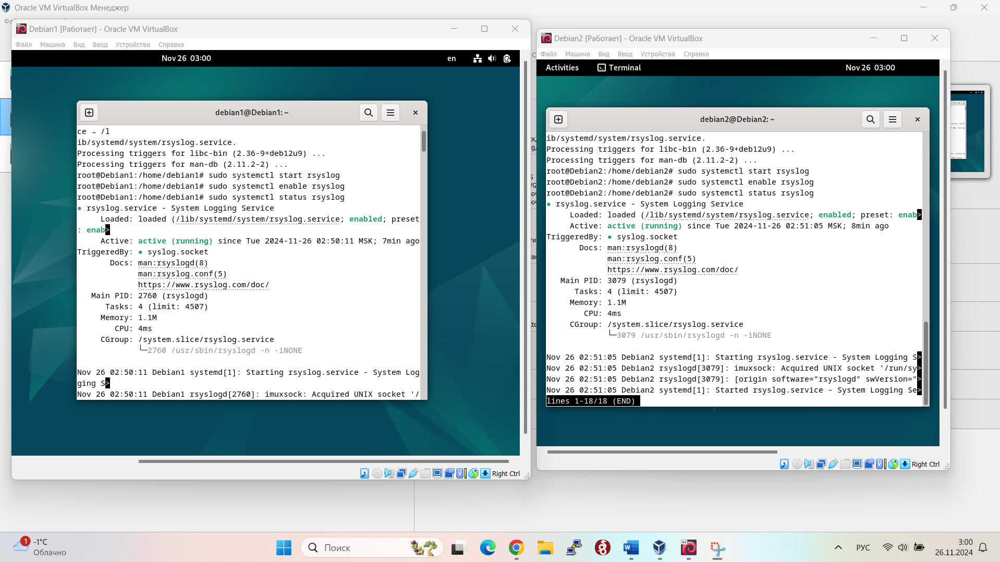 Oracle VM VirtualBox Менеджер
Debian1 [Работает] - Oracle VM VirtualBox
Файл Машина Вид Ввод Устройства Справка
Nov 26 03:00
en
debian1@Debian1: ~
ce → /l
ib/systemd/system/rsyslog.service.
Processing triggers for libc-bin (2.36-9+deb12u9) ...
Processing triggers for man-db (2.11.2-2) ...
root@Debian1:/home/debian1# sudo systemctl start rsyslog
root@Debian1:/home/debian1# sudo systemctl enable rsyslog
root@Debian1:/home/debian1# sudo systemctl status rsyslog
● rsyslog.service - System Logging Service
Loaded: loaded (/lib/systemd/system/rsyslog.service; enabled; preset
: enab>
Active: active (running) since Tue 2024-11-26 02:50:11 MSK; 7min ago
TriggeredBy: ● syslog.socket
Docs: man:rsyslogd(8)
man:rsyslog.conf(5)
https://www.rsyslog.com/doc/
Main PID: 2760 (rsyslogd)
Tasks: 4 (limit: 4507)
Memory: 1.1M
CPU: 4ms
CGroup: /system.slice/rsyslog.service
└─2760 /usr/sbin/rsyslogd -n -iNONE
Nov 26 02:50:11 Debian1 systemd[1]: Starting rsyslog.service - System Log
ging S>
Nov 26 02:50:11 Debian1 rsyslogd[2760]: imuxsock: Acquired UNIX socket '/
Right Ctrl
Debian2 [Работает] - Oracle VM VirtualBox
Файл Машина Вид Ввод Устройства Справка
Activities Terminal Nov 26 03:00
debian2@Debian2: ~
ib/systemd/system/rsyslog.service.
Processing triggers for libc-bin (2.36-9+deb12u9) ...
Processing triggers for man-db (2.11.2-2) ...
root@Debian2:/home/debian2# sudo systemctl start rsyslog
root@Debian2:/home/debian2# sudo systemctl enable rsyslog
root@Debian2:/home/debian2# sudo systemctl status rsyslog
● rsyslog.service - System Logging Service
Loaded: loaded (/lib/systemd/system/rsyslog.service; enabled; preset: enab>
Active: active (running) since Tue 2024-11-26 02:51:05 MSK; 8min ago
TriggeredBy: ● syslog.socket
Docs: man:rsyslogd(8)
man:rsyslog.conf(5)
https://www.rsyslog.com/doc/
Main PID: 3079 (rsyslogd)
Tasks: 4 (limit: 4507)
Memory: 1.1M
CPU: 4ms
CGroup: /system.slice/rsyslog.service
└─3079 /usr/sbin/rsyslogd -n -iNONE
Nov 26 02:51:05 Debian2 systemd[1]: Starting rsyslog.service - System Logging S>
Nov 26 02:51:05 Debian2 rsyslogd[3079]: imuxsock: Acquired UNIX socket '/run/sy>
Nov 26 02:51:05 Debian2 rsyslogd[3079]: [origin software="rsyslogd" swVersion=">
Nov 26 02:51:05 Debian2 systemd[1]: Started rsyslog.service - System Logging Se>
lines 1-18/18 (END)
Right Ctrl
1
-1°C
Облачно
Поиск
РУС
3:00
26.11.2024